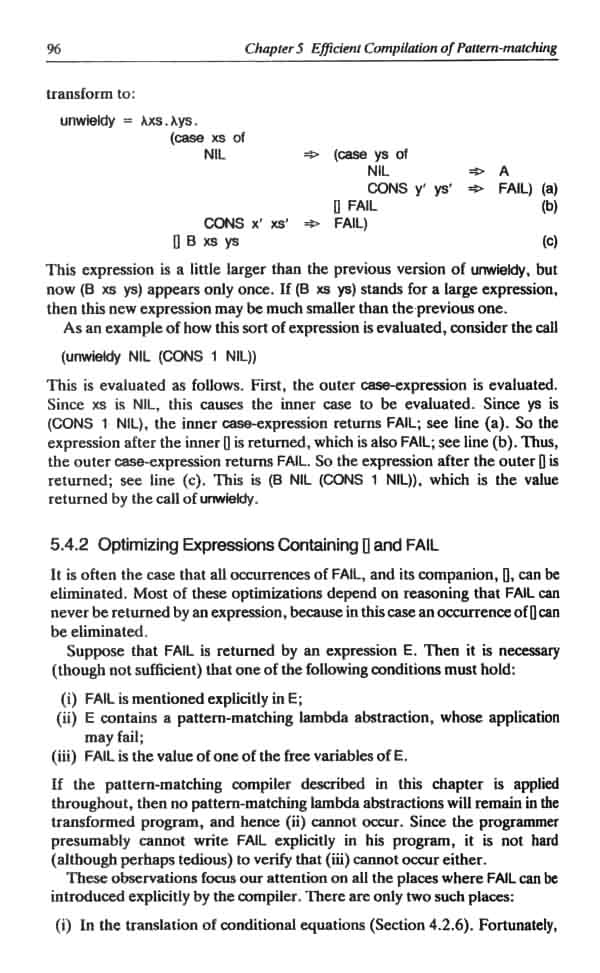 96 Chapter 5 Efficient Compilation of Pattern-matching
transform to:
unwieldy = λxs.λys.
(case xs of
NIL ⇒ (case ys of
NIL ⇒ A
CONS y' ys' ⇒ FAIL) (a)
[] FAIL (b)
CONS x' xs' ⇒ FAIL)
[] B xs ys (c)
This expression is a little larger than the previous version of unwieldy, but
now (B xs ys) appears only once. If (B xs ys) stands for a large expression,
then this new expression may be much smaller than the previous one.
As an example of how this sort of expression is evaluated, consider the call
(unwieldy NIL (CONS 1 NIL))
This is evaluated as follows. First, the outer case-expression is evaluated.
Since xs is NIL, this causes the inner case to be evaluated. Since ys is
(CONS 1 NIL), the inner case-expression returns FAIL; see line (a). So the
expression after the inner [] is returned, which is also FAIL; see line (b). Thus,
the outer case-expression returns FAIL. So the expression after the outer [] is
returned; see line (c). This is (B NIL (CONS 1 NIL)), which is the value
returned by the call of unwieldy.
5.4.2 Optimizing Expressions Containing [] and FAIL
It is often the case that all occurrences of FAIL, and its companion, [], can be
eliminated. Most of these optimizations depend on reasoning that FAIL can
never be returned by an expression, because in this case an occurrence of [] can
be eliminated.
Suppose that FAIL is returned by an expression E. Then it is necessary
(though not sufficient) that one of the following conditions must hold:
(i) FAIL is mentioned explicitly in E;
(ii) E contains a pattern-matching lambda abstraction, whose application
may fail;
(iii) FAIL is the value of one of the free variables of E.
If the pattern-matching compiler described in this chapter is applied
throughout, then no pattern-matching lambda abstractions will remain in the
transformed program, and hence (ii) cannot occur. Since the programmer
presumably cannot write FAIL explicitly in his program, it is not hard
(although perhaps tedious) to verify that (iii) cannot occur either.
These observations focus our attention on all the places where FAIL can be
introduced explicitly by the compiler. There are only two such places:
(i) In the translation of conditional equations (Section 4.2.6). Fortunately,